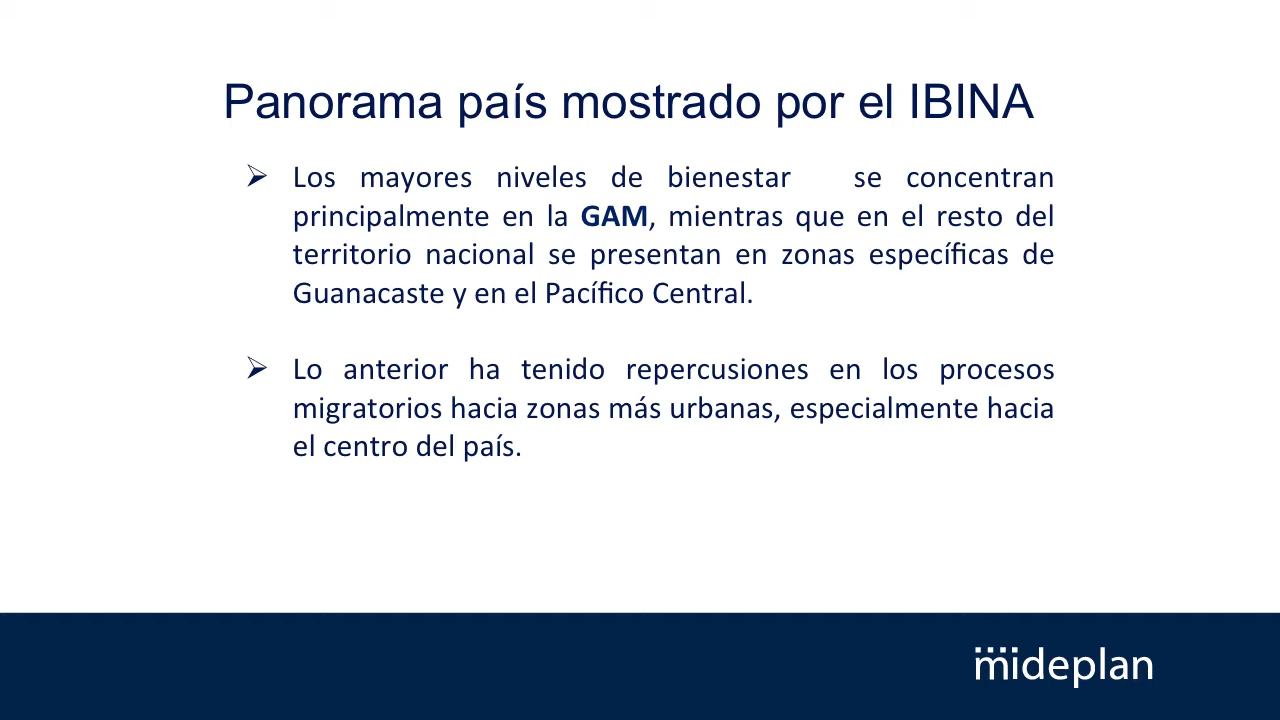 Panorama país mostrado por el IBINA
➢ Los mayores niveles de bienestar se concentran
principalmente en la GAM, mientras que en el resto del
territorio nacional se presentan en zonas específicas de
Guanacaste y en el Pacífico Central.
➢ Lo anterior ha tenido repercusiones en los procesos
migratorios hacia zonas más urbanas, especialmente hacia
el centro del país.
mideplan